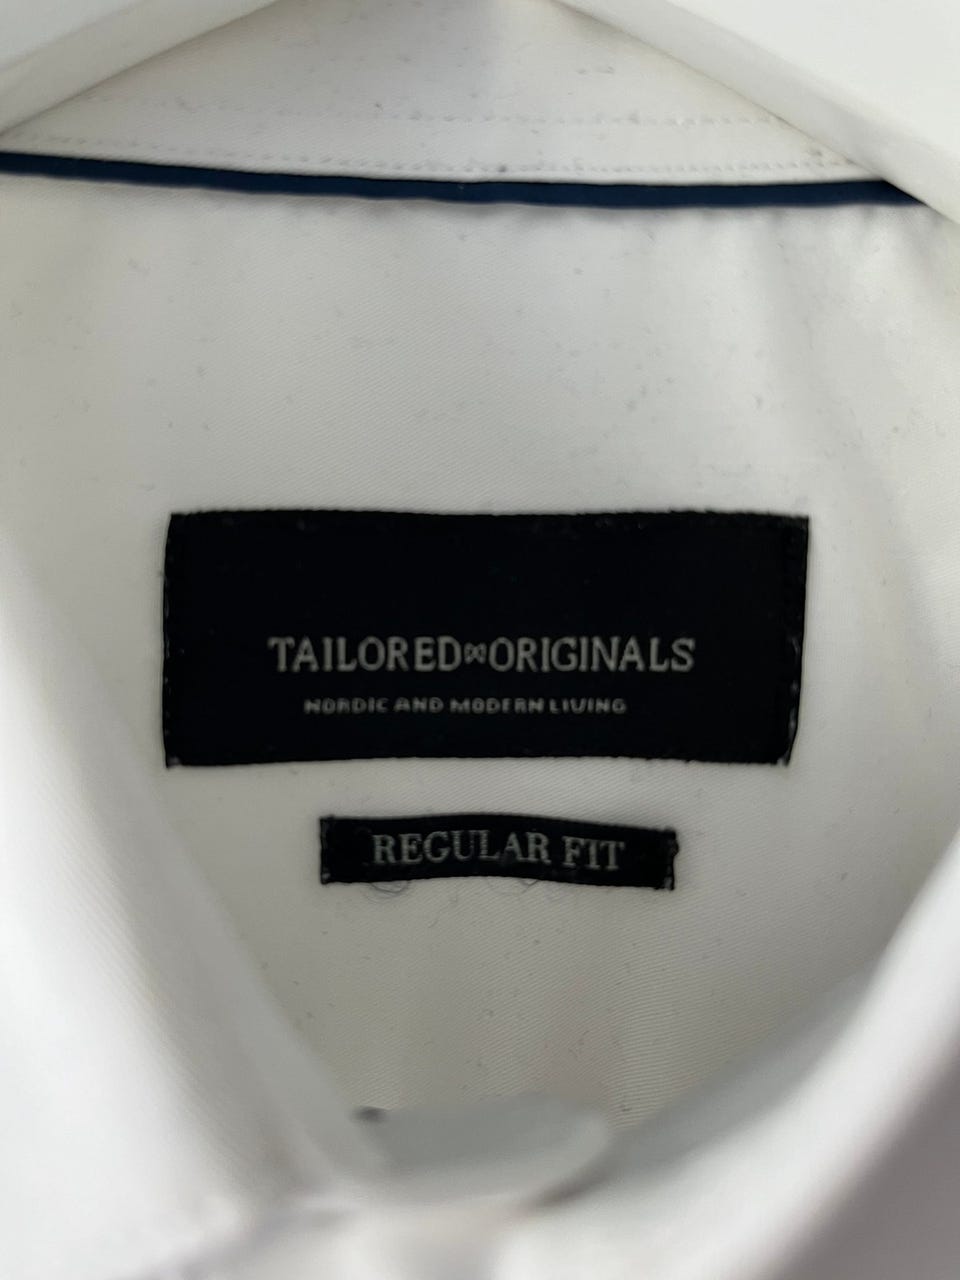 TAILORED⋈ORIGINALS
NORDIC AND MODERN LIVING
REGULAR FIT